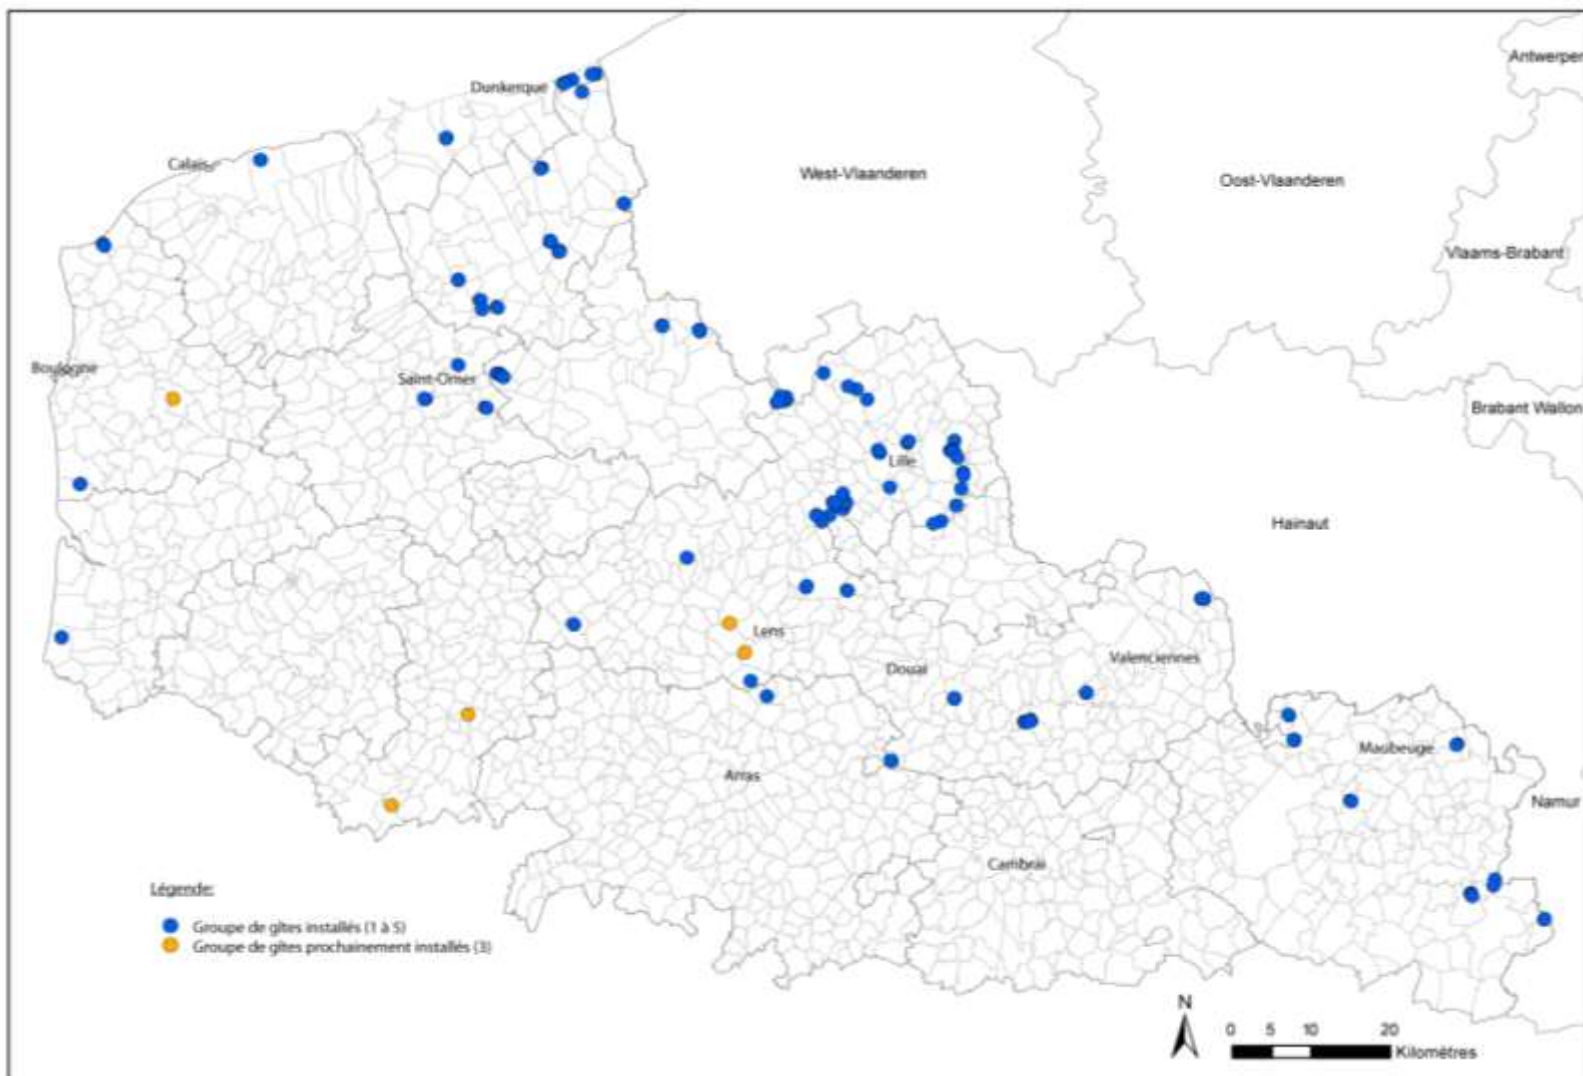 Antwerpen
Dunkerque
Calais
West-Vlaanderen
Oost-Vlaanderen
Vlaams-Brabant
Boulogne
Saint-Omer
Brabant Wallon
Lille
Hainaut
Lens
Douai
Valenciennes
Maubeuge
Arras
Namur
Cambrai
Légende:
Groupe de gîtes installés (1 à 5)
Groupe de gîtes prochainement installés (3)
N
0 5 10 20
Kilomètres